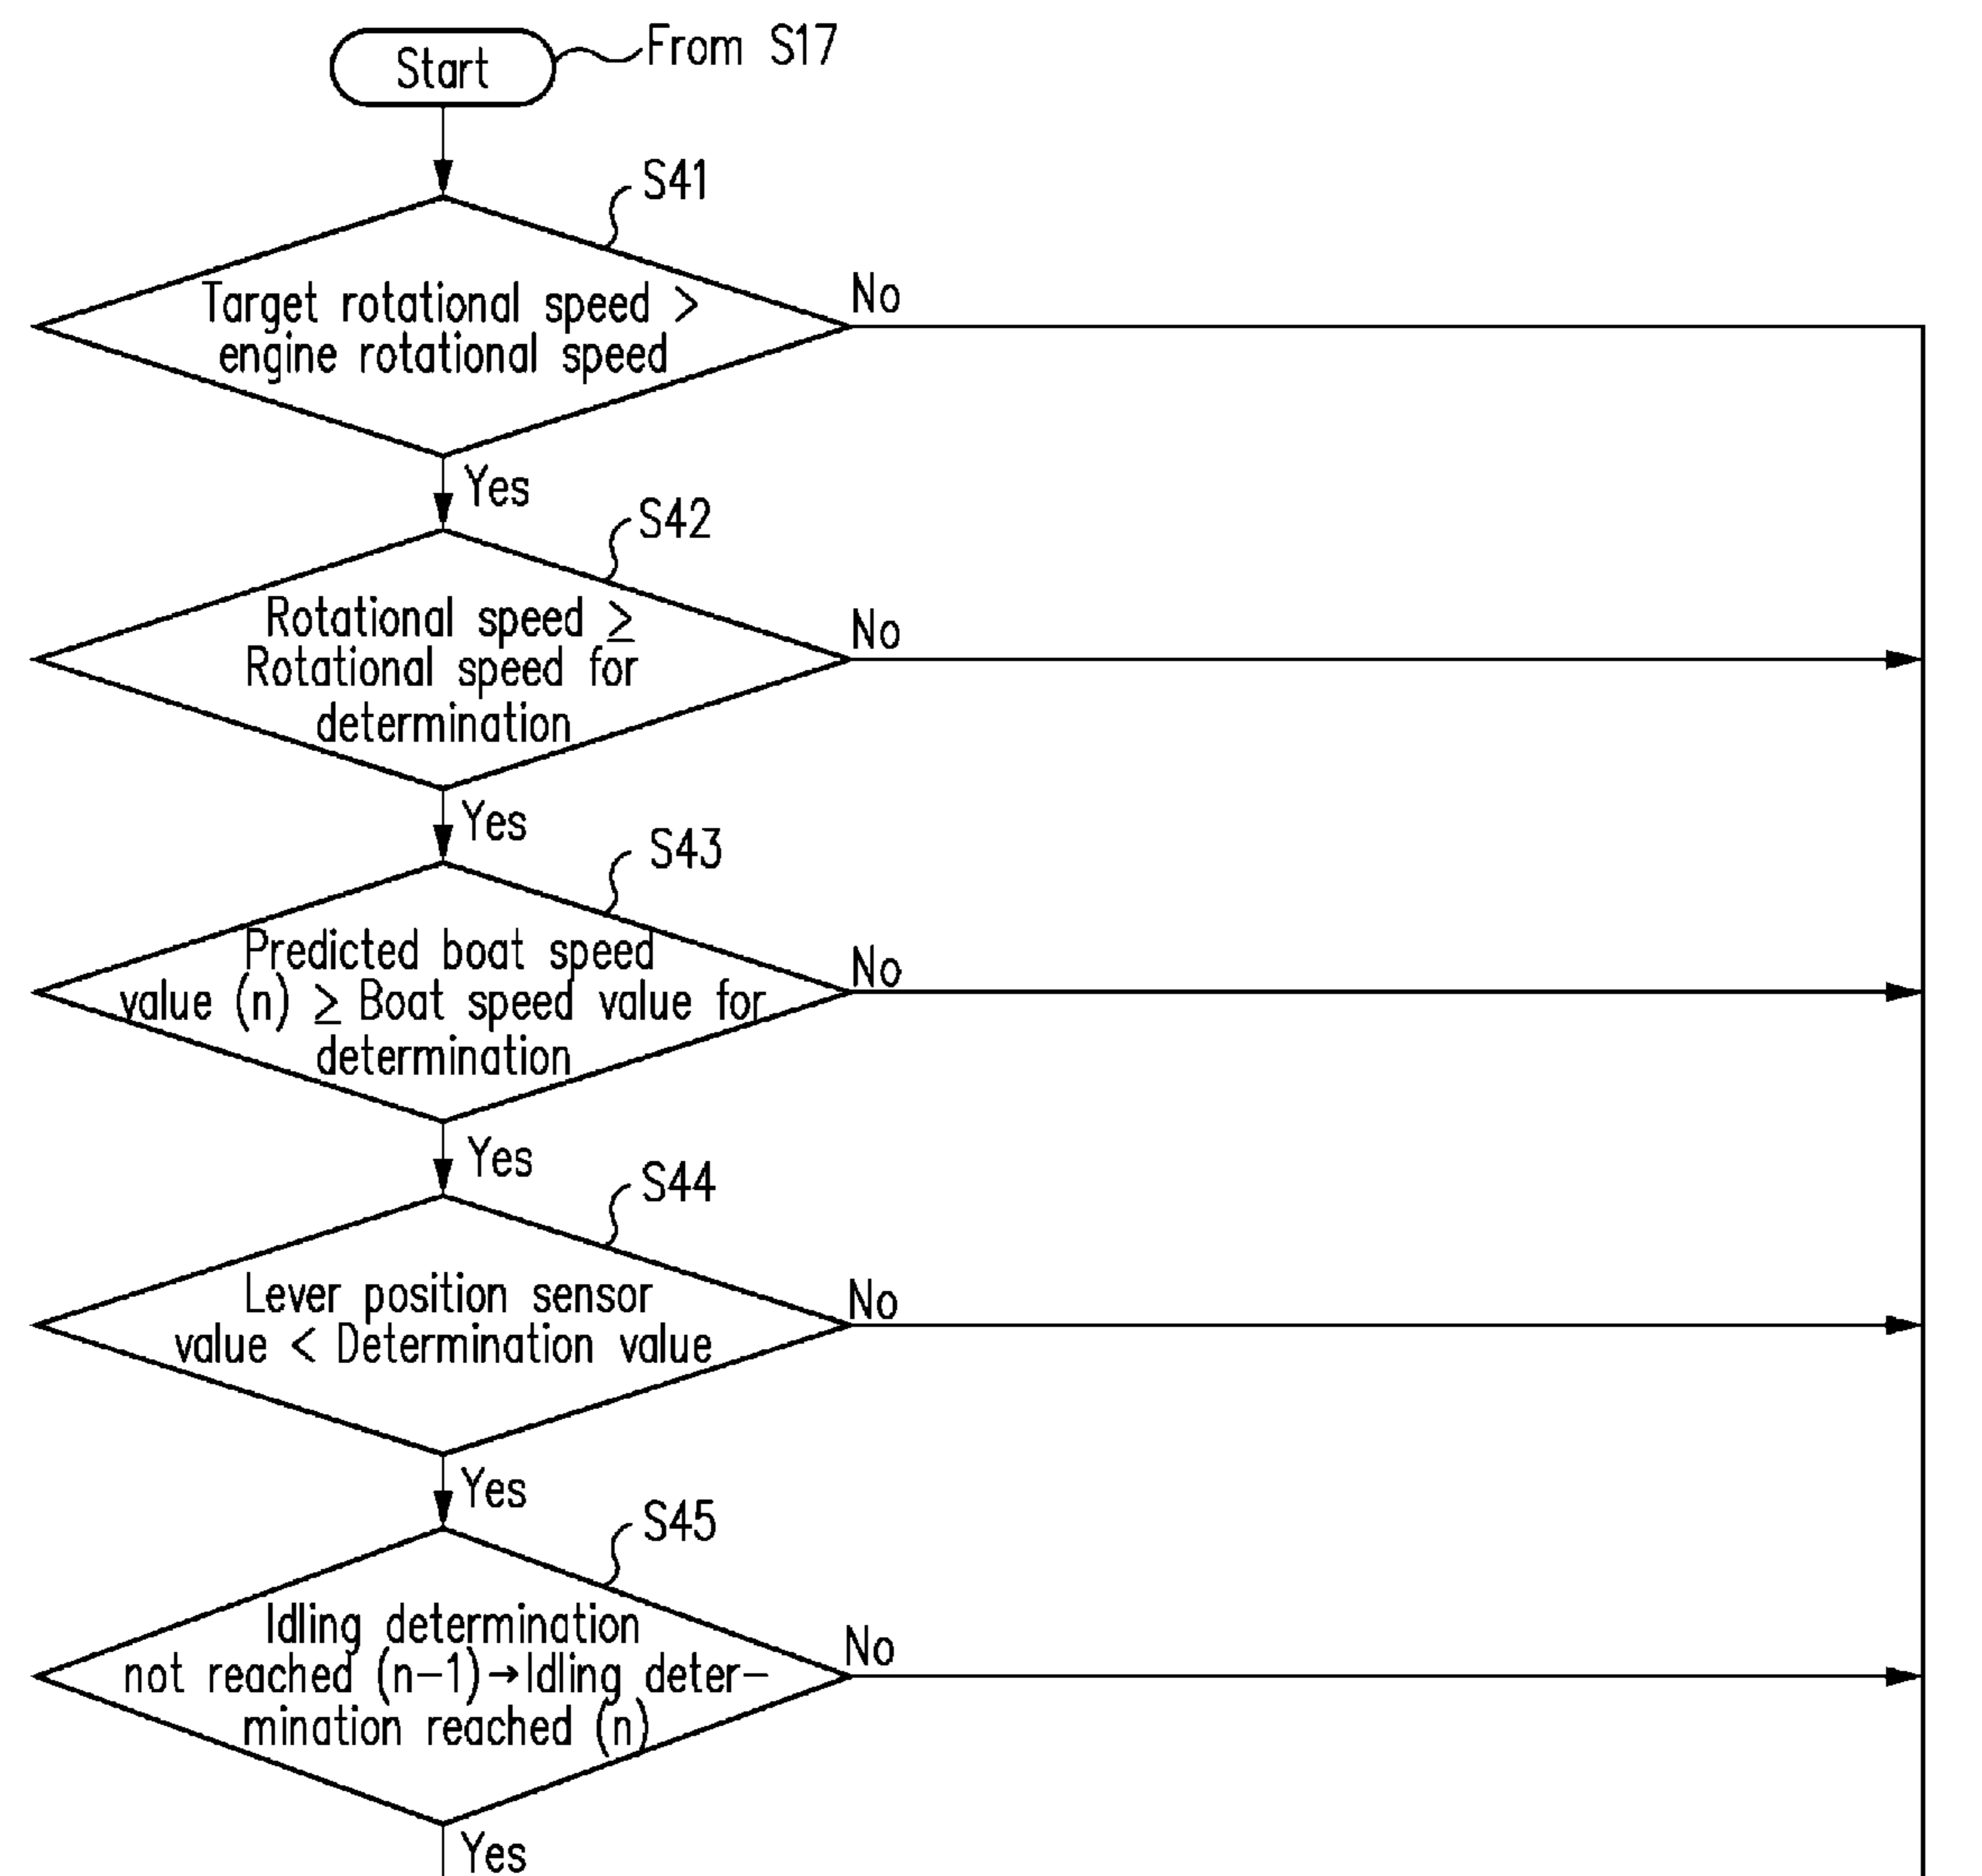 Start
From S17
S41
Target rotational speed >
engine rotational speed
No
Yes
S42
Rotational speed ≥
Rotational speed for
determination
No
Yes
S43
Predicted boat speed
value (n) ≥ Boat speed value for
determination
No
Yes
S44
Lever position sensor
value < Determination value
No
Yes
S45
Idling determination
not reached (n-1)→Idling deter-
mination reached (n)
No
Yes